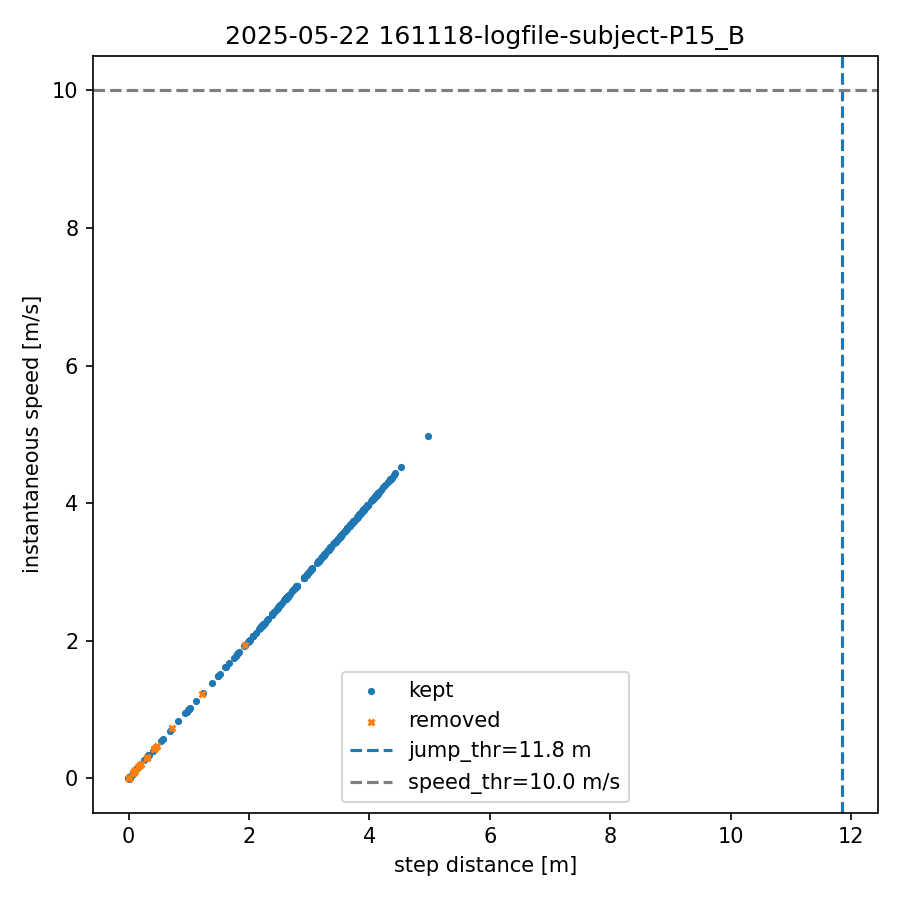 2025-05-22 161118-logfile-subject-P15_B
instantaneous speed [m/s]
10
8
6
4
2
0
kept
removed
jump_thr=11.8 m
speed_thr=10.0 m/s
0 2 4 6 8 10 12
step distance [m]